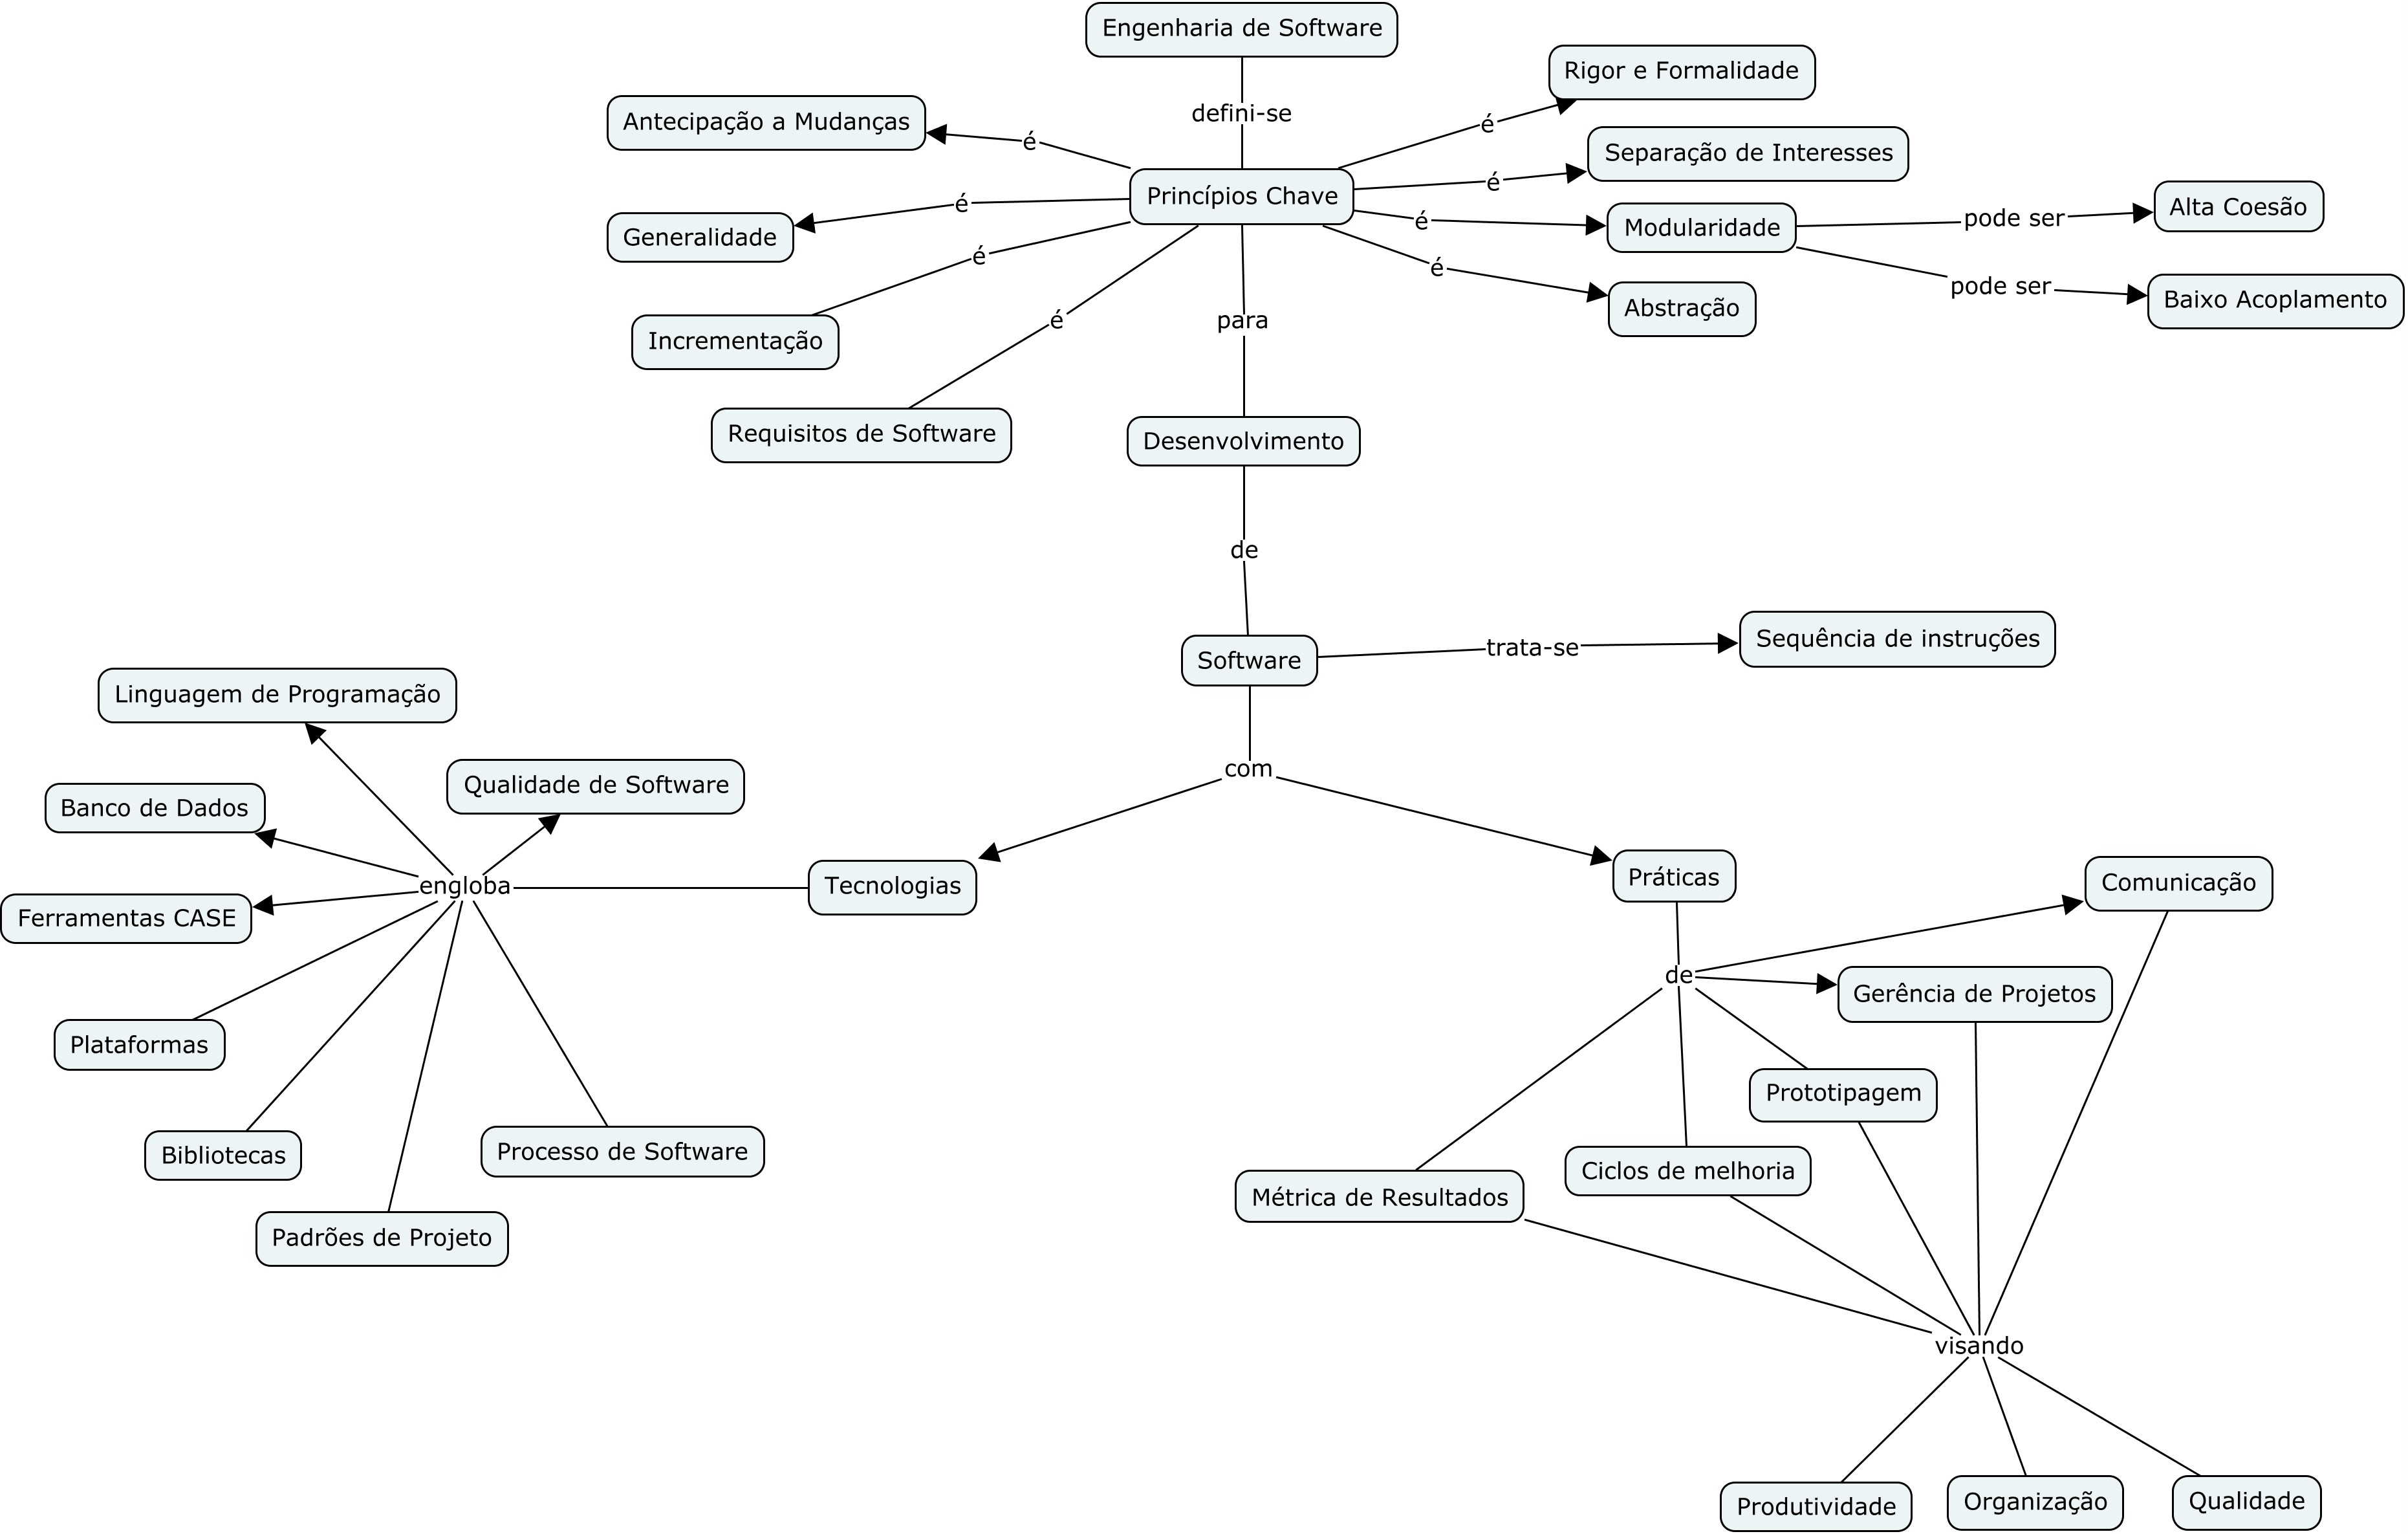 Engenharia de Software
defini-se
Princípios Chave
é
Antecipação a Mudanças
é
Generalidade
é
Incrementação
é
Requisitos de Software
é
Rigor e Formalidade
é
Separação de Interesses
é
Modularidade
pode ser
Alta Coesão
pode ser
Baixo Acoplamento
é
Abstração
para
Desenvolvimento
de
Software
trata-se
Sequência de instruções
com
Tecnologias
engloba
Linguagem de Programação
Qualidade de Software
Banco de Dados
Ferramentas CASE
Plataformas
Bibliotecas
Padrões de Projeto
Processo de Software
Práticas
de
Comunicação
Gerência de Projetos
Prototipagem
Ciclos de melhoria
Métrica de Resultados
visando
Produtividade
Organização
Qualidade